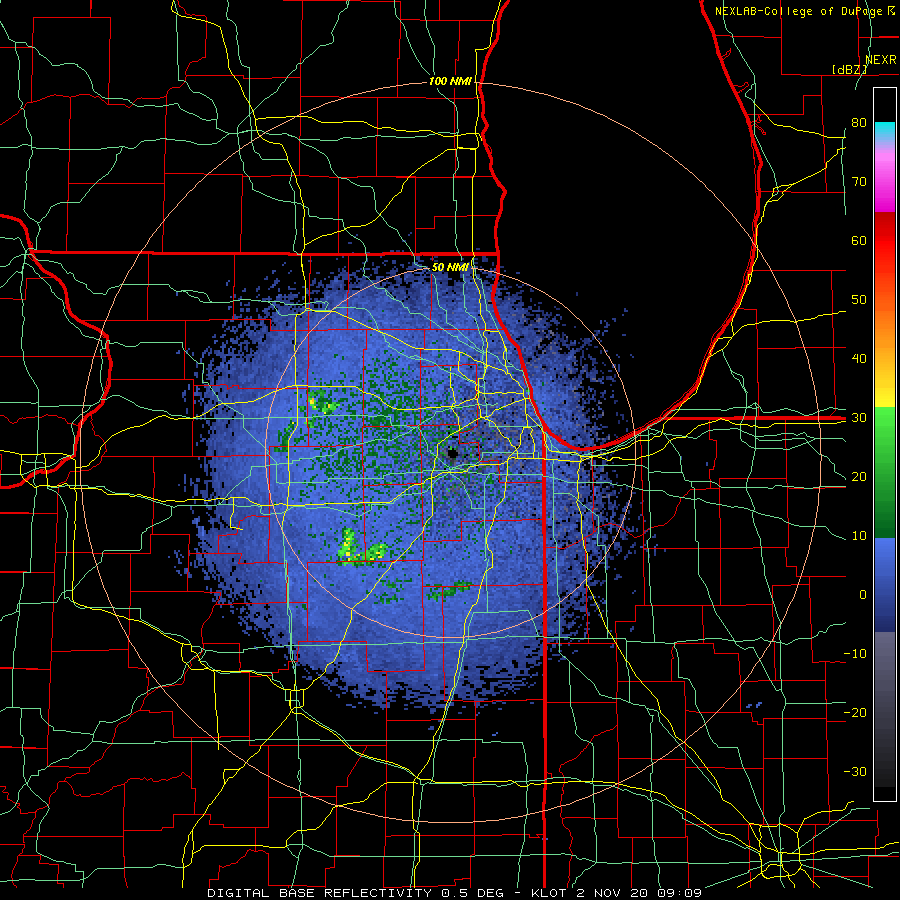 NEXLAB-College of DuPage
NEXR
[dBZ]
100 NMI
50 NMI
80
70
60
50
40
30
20
10
0
-10
-20
-30
DIGITAL BASE REFLECTIVITY 0.5 DEG - KLOT 2 NOV 20 09:09